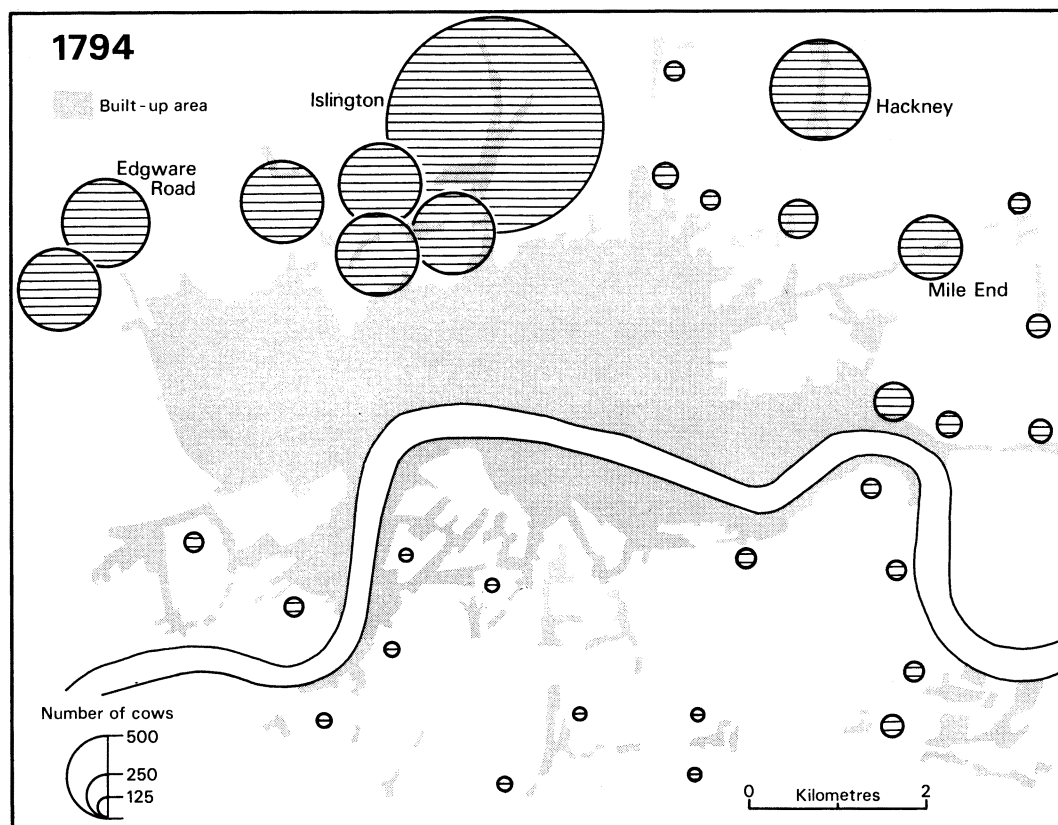 1794
Built-up area
Islington
Hackney
Edgware
Road
Mile End
Number of cows
500
250
125
0 Kilometres 2